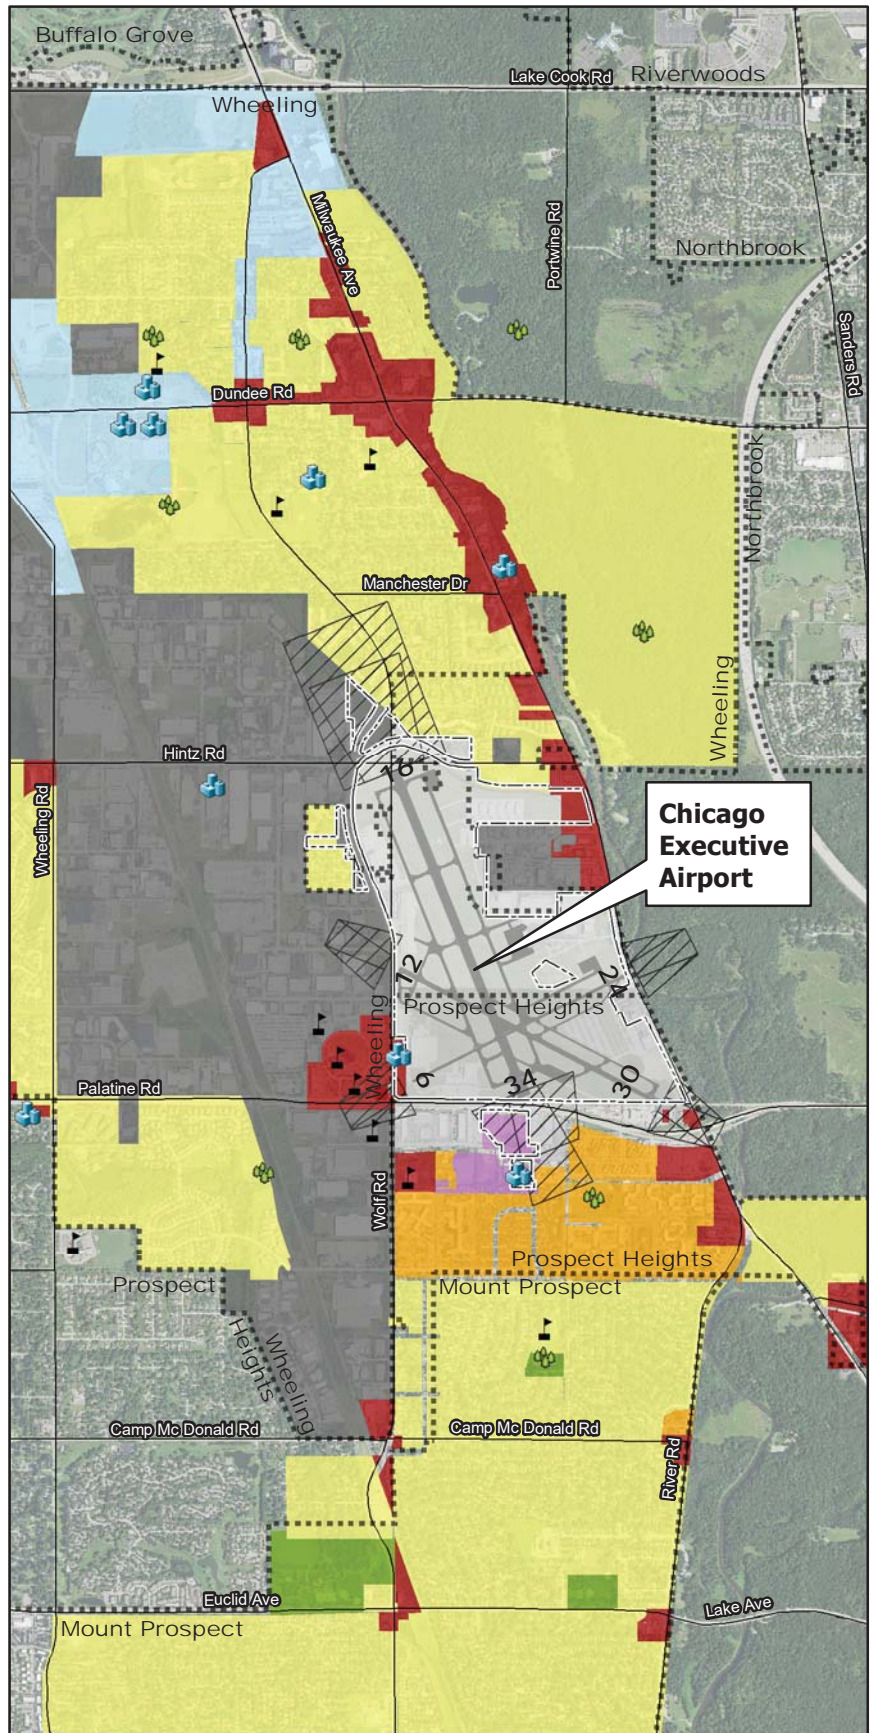 Buffalo Grove
Lake Cook Rd
Riverwoods
Wheeling
Milwaukee Ave
Portwine Rd
Northbrook
Sanders Rd
Dundee Rd
Northbrook
Manchester Dr
Wheeling
Hintz Rd
16
Wheeling Rd
Chicago
Executive
Airport
12
24
Prospect Heights
Wheeling
Palatine Rd
6
34
30
Wolf Rd
Prospect Heights
Prospect
Heights
Mount Prospect
Wheeling
Camp Mc Donald Rd
Camp Mc Donald Rd
River Rd
Euclid Ave
Lake Ave
Mount Prospect